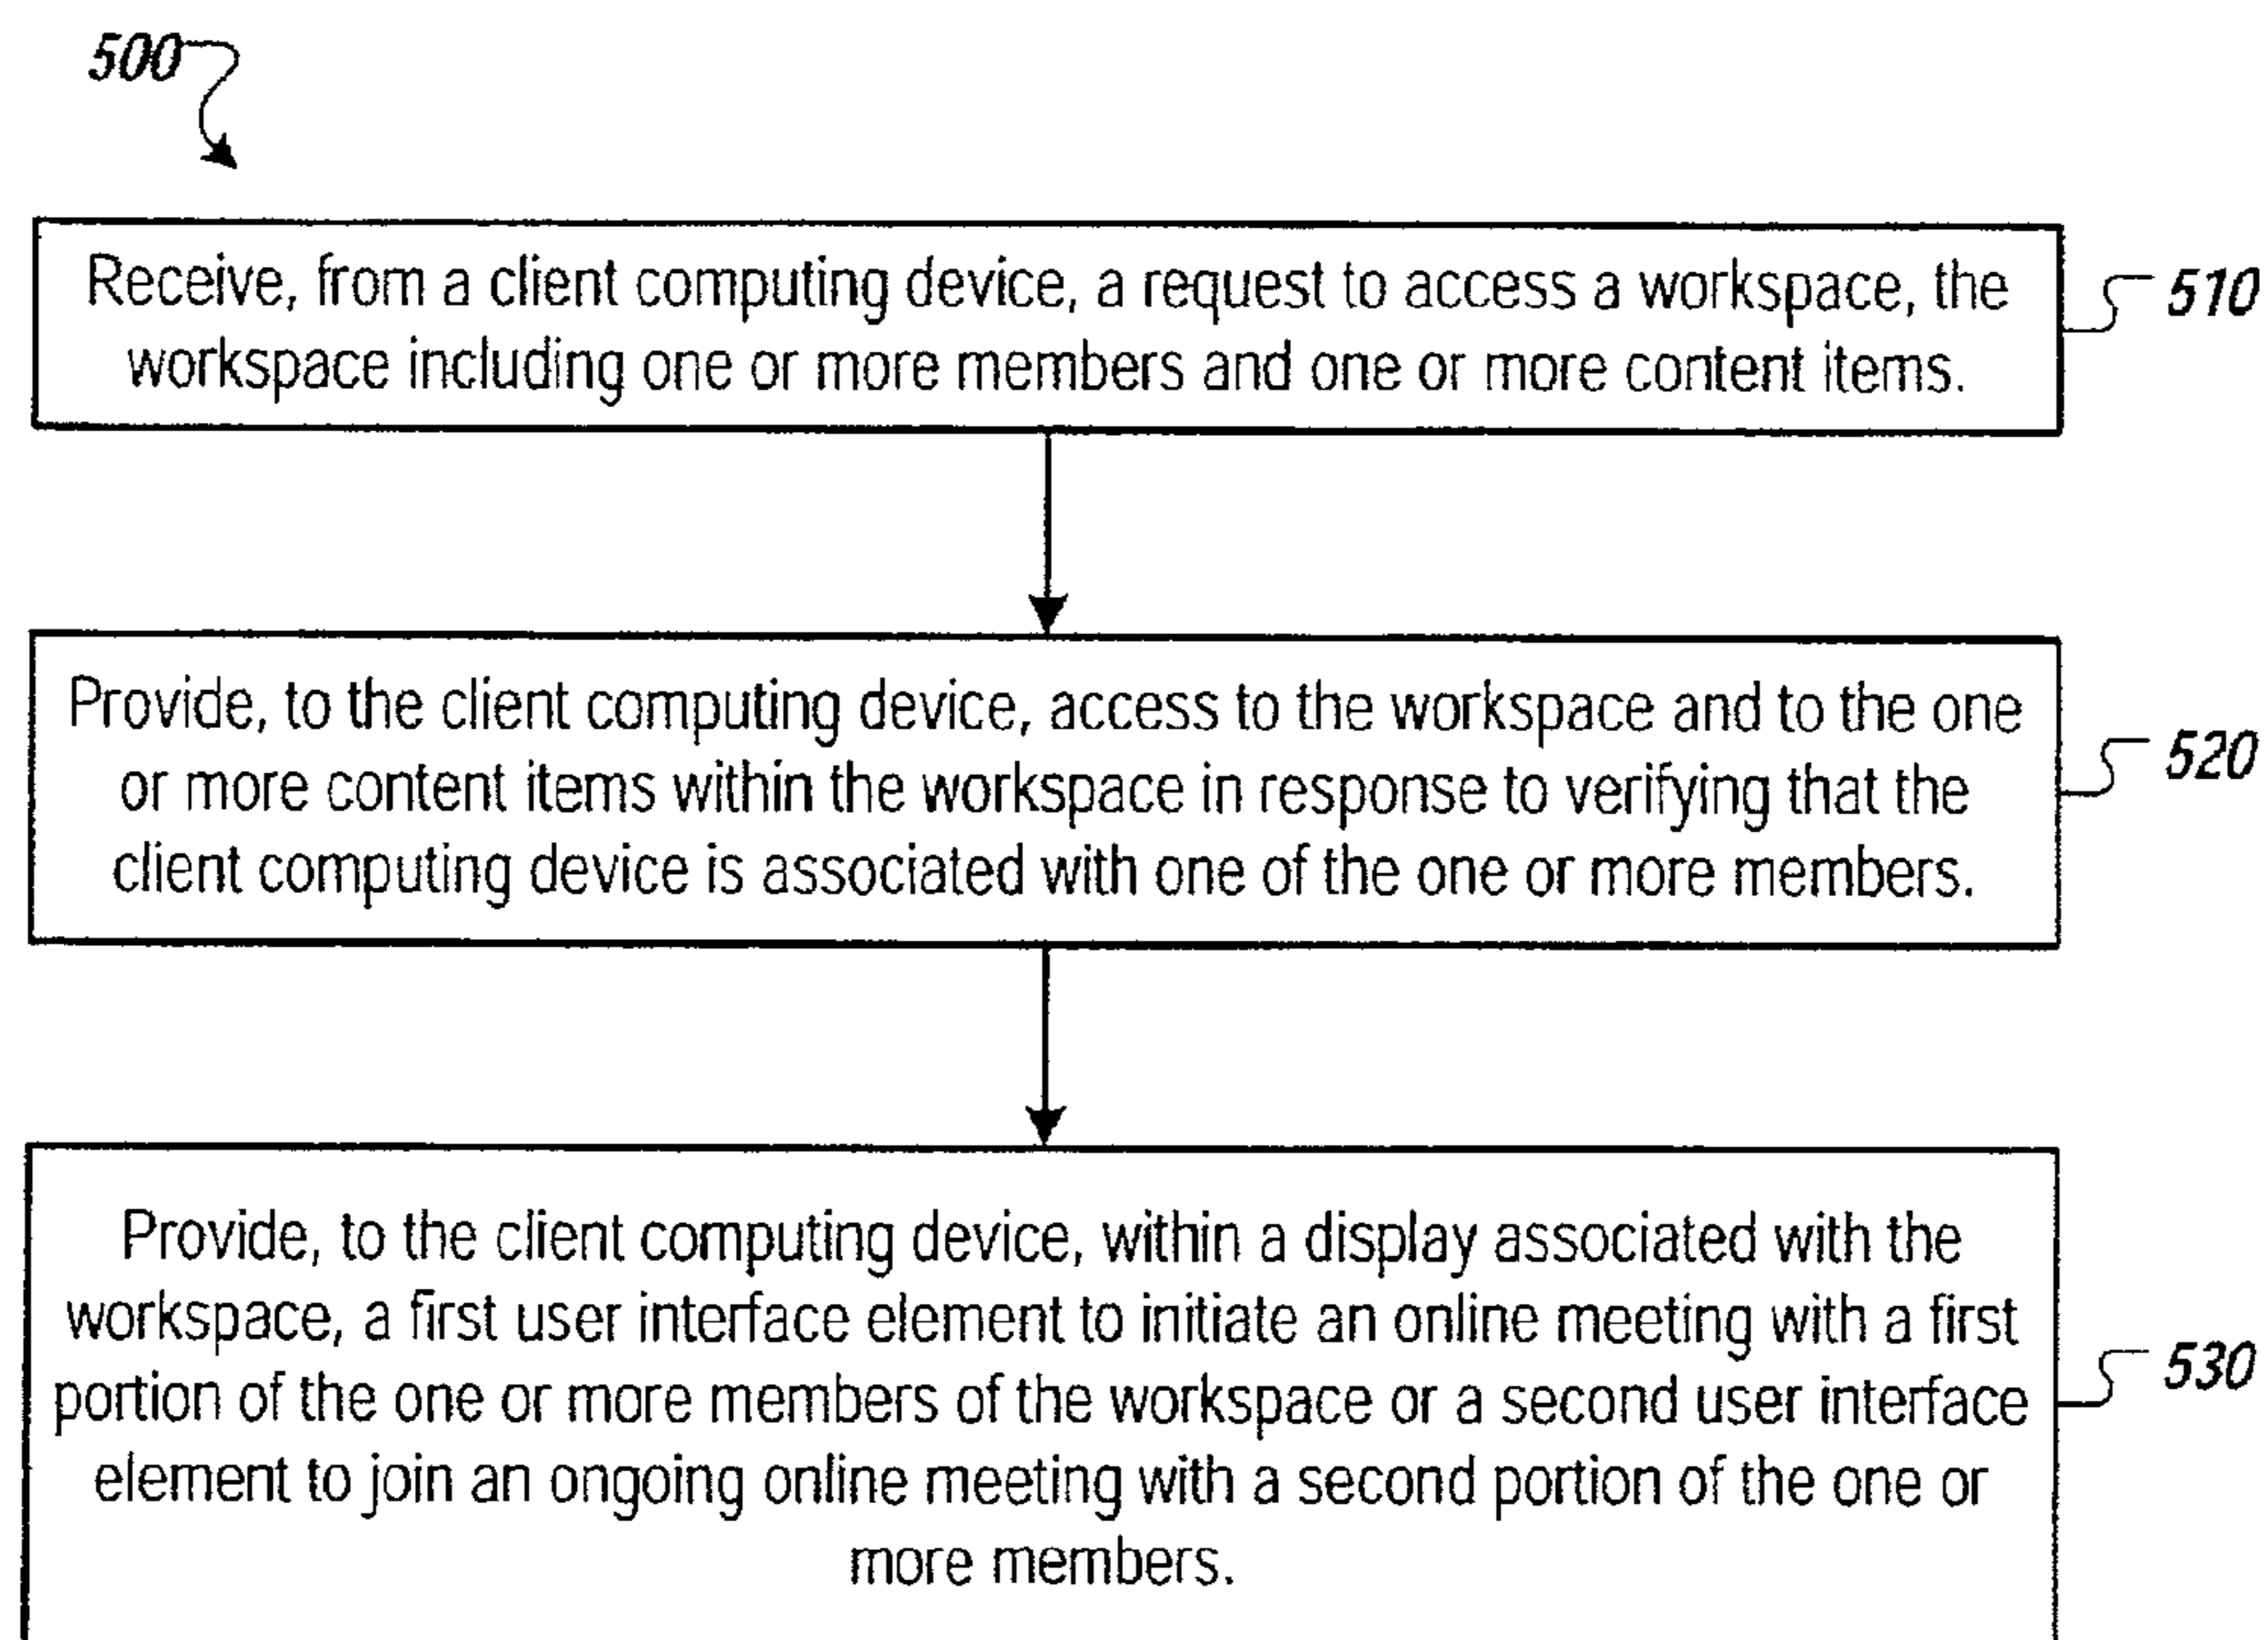 500
Receive, from a client computing device, a request to access a workspace, the
workspace including one or more members and one or more content items.
510
Provide, to the client computing device, access to the workspace and to the one
or more content items within the workspace in response to verifying that the
client computing device is associated with one of the one or more members.
520
Provide, to the client computing device, within a display associated with the
workspace, a first user interface element to initiate an online meeting with a first
portion of the one or more members of the workspace or a second user interface
element to join an ongoing online meeting with a second portion of the one or
more members.
530